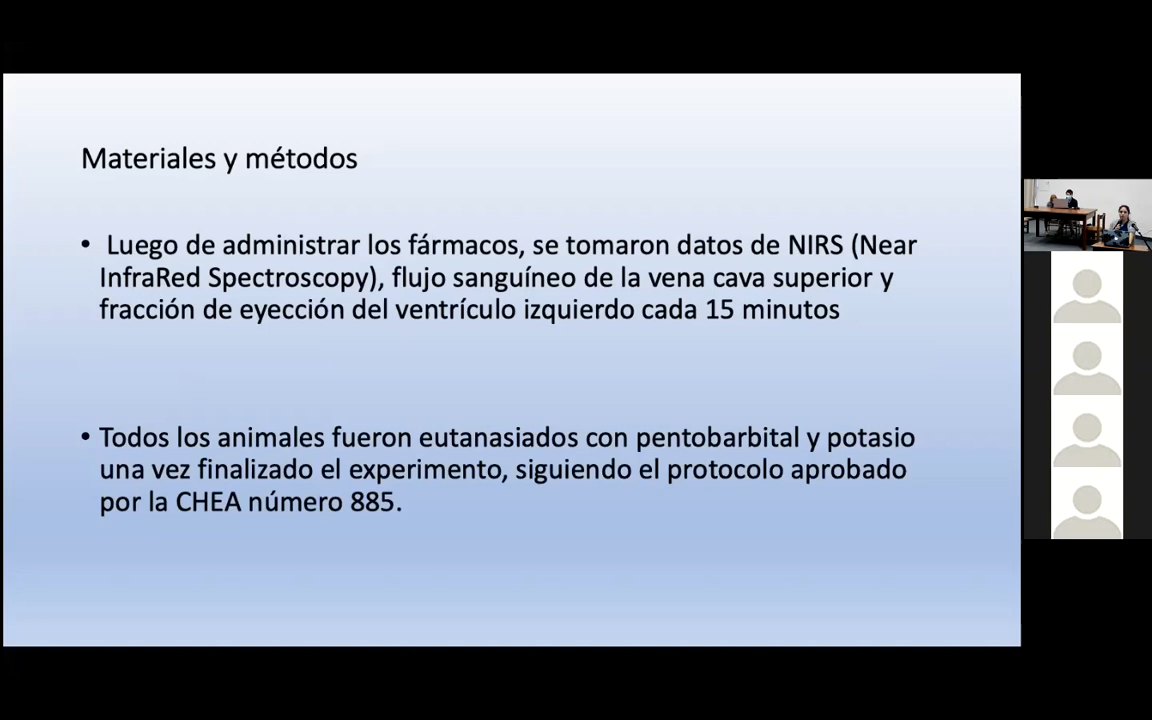 Materiales y métodos
• Luego de administrar los fármacos, se tomaron datos de NIRS (Near
InfraRed Spectroscopy), flujo sanguíneo de la vena cava superior y
fracción de eyección del ventrículo izquierdo cada 15 minutos
• Todos los animales fueron eutanasiados con pentobarbital y potasio
una vez finalizado el experimento, siguiendo el protocolo aprobado
por la CHEA número 885.